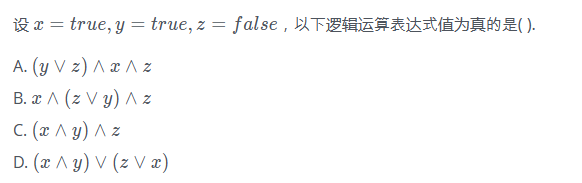 设 x = true, y = true, z = false，以下逻辑运算表达式值为真的是( ).
A. (y ∨ z) ∧ x ∧ z
B. x ∧ (z ∨ y) ∧ z
C. (x ∧ y) ∧ z
D. (x ∧ y) ∨ (z ∨ x)